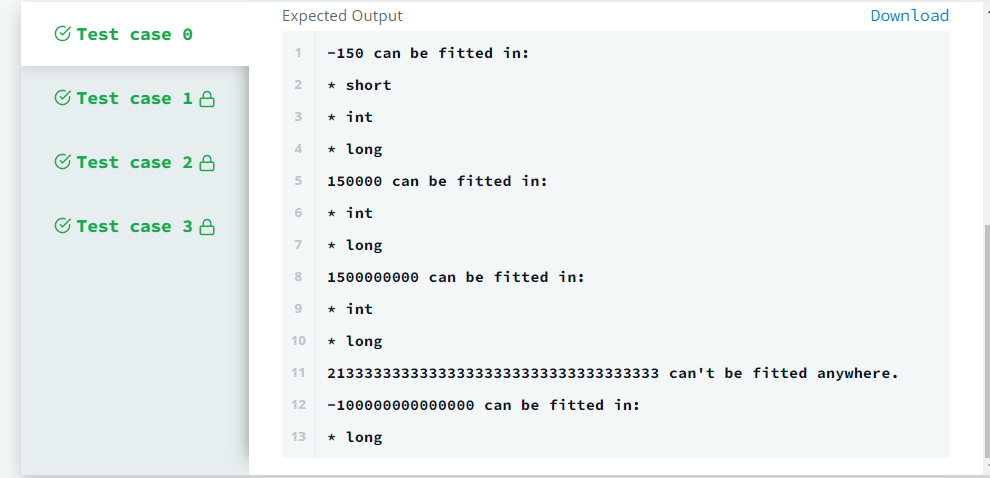 Expected Output
Download
Test case 0
Test case 1
Test case 2
Test case 3
1 -150 can be fitted in:
2 * short
3 * int
4 * long
5 150000 can be fitted in:
6 * int
7 * long
8 1500000000 can be fitted in:
9 * int
10 * long
11 213333333333333333333333333333333333 can't be fitted anywhere.
12 -100000000000000 can be fitted in:
13 * long